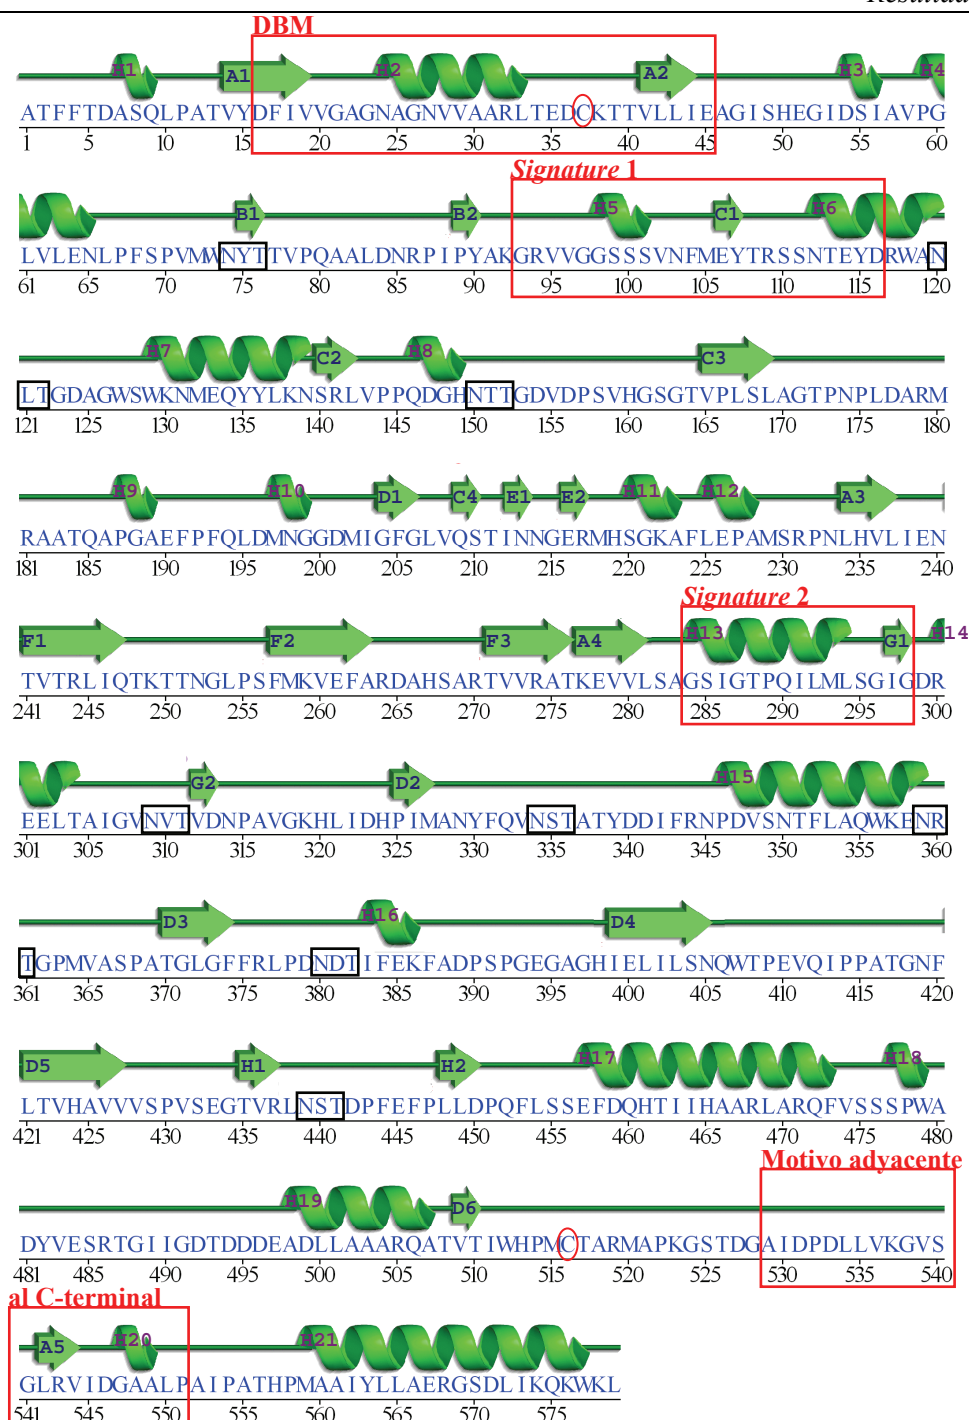 DBM
H1 A1 H2 A2 H3 H4
ATFFTDASQLPATVYDFIVVGAGNAGNVVAARLTEDCKTTVLLIEAGISHEGIDSIAVPG
1 5 10 15 20 25 30 35 40 45 50 55 60
Signature 1
B1 B2 H5 C1 H6
LVLENLPFSPVMWNYTTVPQAALDNRPIPYAKGRVVGGSSSVNFMEYTRSSNTEYDRWAN
61 65 70 75 80 85 90 95 100 105 110 115 120
H7 C2 H8 C3
LTGDAGWSWKNMEQYYLKNSRLVPPQDGHNTTGDVDPSVHGSGTVPLSLAGTPNPLDARM
121 125 130 135 140 145 150 155 160 165 170 175 180
H9 H10 D1 C4 E1 E2 H11 H12 A3
RAATQAPGAEFPFQLDMNGGDMIGFGLVQSTINNGERMHSGKAFLEPAMSRPNLHVLIEN
181 185 190 195 200 205 210 215 220 225 230 235 240
Signature 2
F1 F2 F3 A4 H13 G1 H14
TVTRLIQTKTTNGLPSFMKVEFARDAHSARTVVRATKEVVLSAGSIGTPQILMLSGIGDR
241 245 250 255 260 265 270 275 280 285 290 295 300
G2 D2 H15
EELTAIGVNVTVDNPAVGKHLIDHPIMANYFQVNSTATYDDIFRNPDVSNTFLAQWKENR
301 305 310 315 320 325 330 335 340 345 350 355 360
D3 H16 D4
TGPMVASPATGLGFFRLPDNDTIFEKFADPSPGEGAGHIELILSNQWTPEVQIPPATGNF
361 365 370 375 380 385 390 395 400 405 410 415 420
D5 H1 H2 H17 H18
LTVHAVVVSPVSEGTVRLNSTDPFEFPLLDPQFLSSEFDQHTIIHAARLARQFVSSSPWA
421 425 430 435 440 445 450 455 460 465 470 475 480
Motivo adyacente
H19 D6
DYVESRTGIIGDTDDDEADLLAAARQATVTIWHPMCTARMAPKGSTDGAIDPDLLVKGVS
481 485 490 495 500 505 510 515 520 525 530 535 540
al C-terminal
A5 H20 H21
GLRVIDGAALPAIPATHPMAAIYLLAERGSDLIKQKWKL
541 545 550 555 560 565 570 575